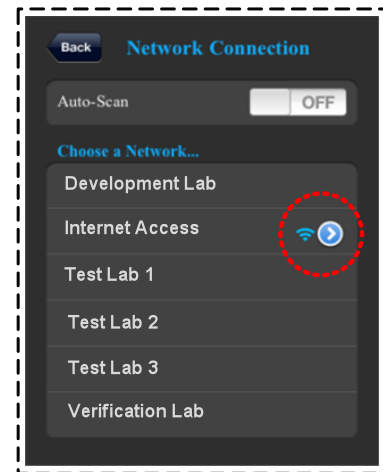 Back Network Connection
Auto-Scan OFF
Choose a Network...
Development Lab
Internet Access
Test Lab 1
Test Lab 2
Test Lab 3
Verification Lab